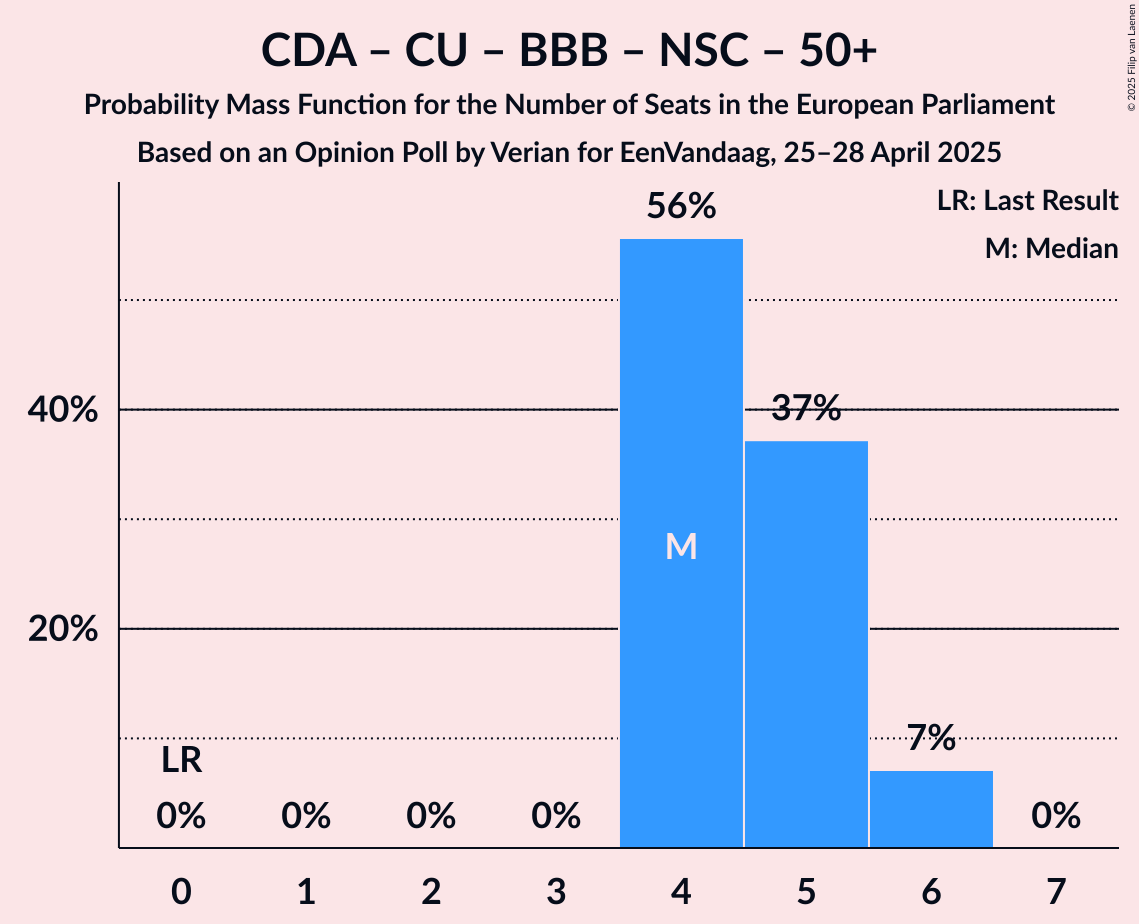 CDA – CU – BBB – NSC – 50+
Probability Mass Function for the Number of Seats in the European Parliament
Based on an Opinion Poll by Verian for EenVandaag, 25–28 April 2025
© 2025 Filip van Laenen
LR: Last Result
M: Median
56%
40%
37%
M
20%
7%
LR
0% 0% 0% 0% 0%
0 1 2 3 4 5 6 7